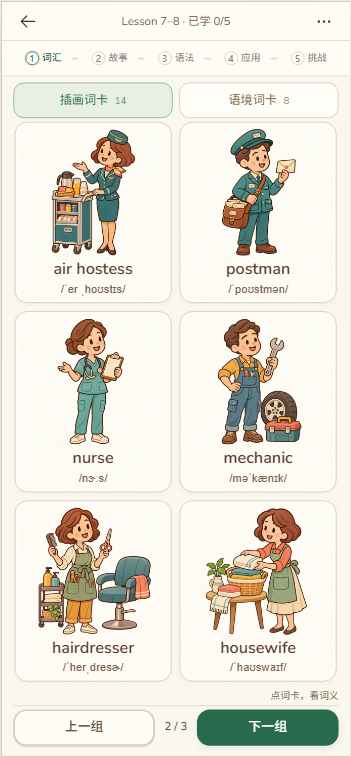 Lesson 7–8 · 已学 0/5
1 词汇 – 2 故事 – 3 语法 – 4 应用 – 5 挑战
插画词卡 14 语境词卡 8
air hostess postman
/ˈer ˌhoʊstɪs/ /ˈpoʊstmən/
nurse mechanic
/nɝːs/ /məˈkænɪk/
hairdresser housewife
/ˈherˌdresɚ/ /ˈhaʊswaɪf/
点词卡，看词义
上一组 2 / 3 下一组